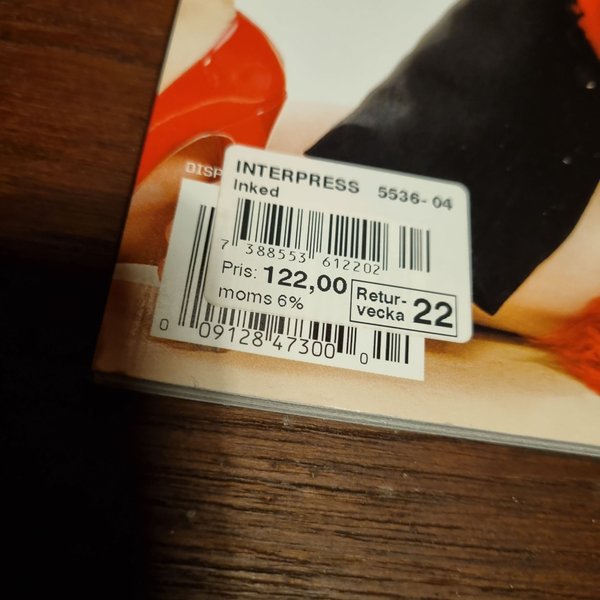 DISP
INTERPRESS 5536-04
Inked
7 388553 612202
Pris: 122,00
moms 6%
Retur-
vecka 22
0 09128 47300 0